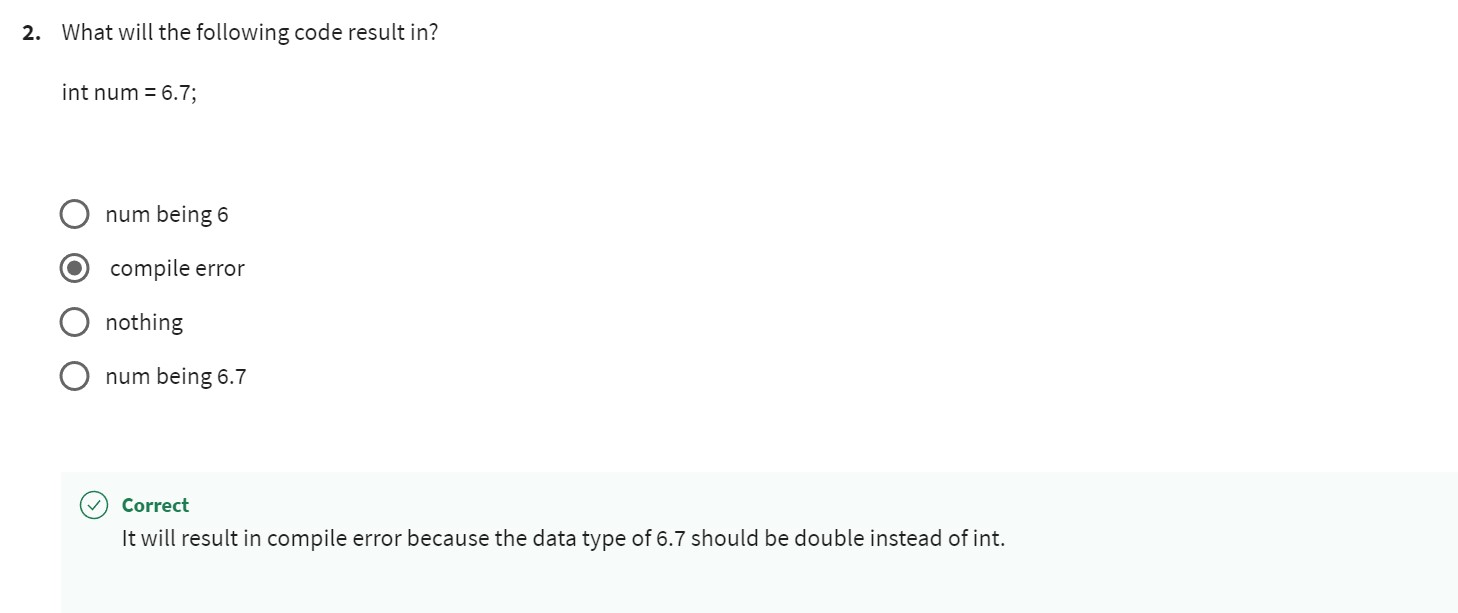 2. What will the following code result in?
int num = 6.7;
num being 6
compile error
nothing
num being 6.7
Correct
It will result in compile error because the data type of 6.7 should be double instead of int.